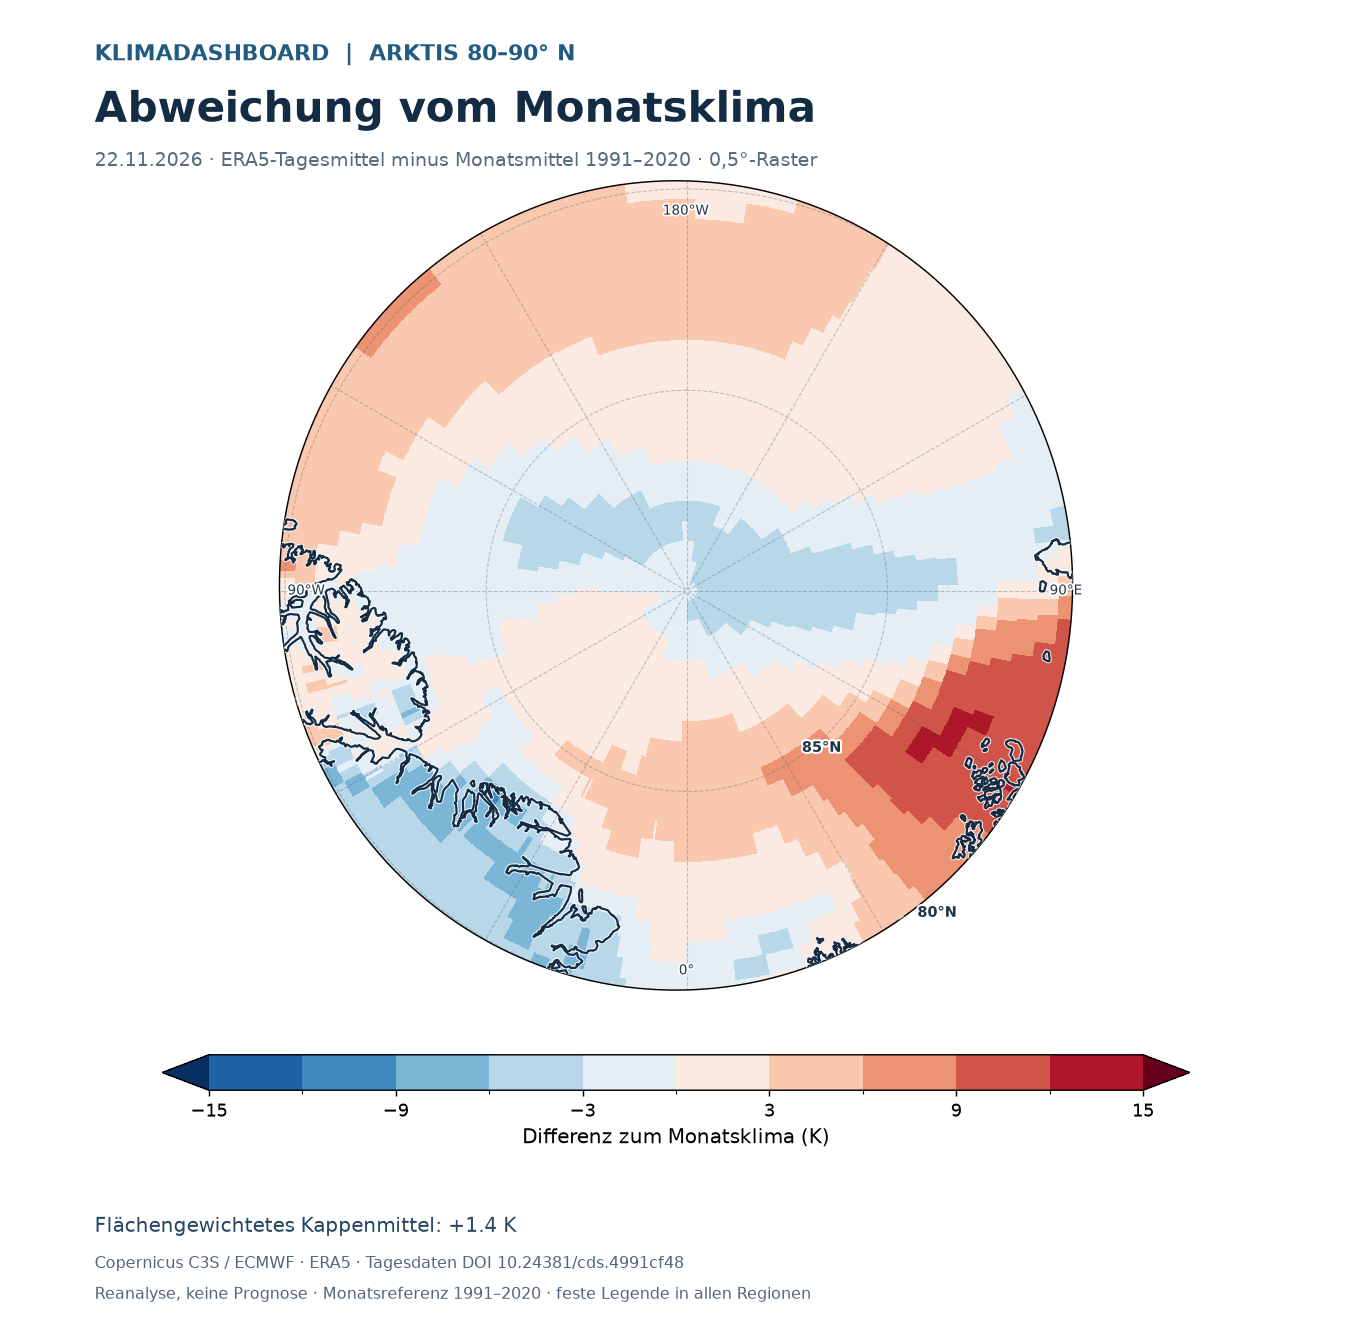 KLIMADASHBOARD | ARKTIS 80–90° N
Abweichung vom Monatsklima
22.11.2026 · ERA5-Tagesmittel minus Monatsmittel 1991–2020 · 0,5°-Raster
180°W
90°W
90°E
85°N
80°N
0°
−15 −9 −3 3 9 15
Differenz zum Monatsklima (K)
Flächengewichtetes Kappenmittel: +1.4 K
Copernicus C3S / ECMWF · ERA5 · Tagesdaten DOI 10.24381/cds.4991cf48
Reanalyse, keine Prognose · Monatsreferenz 1991–2020 · feste Legende in allen Regionen